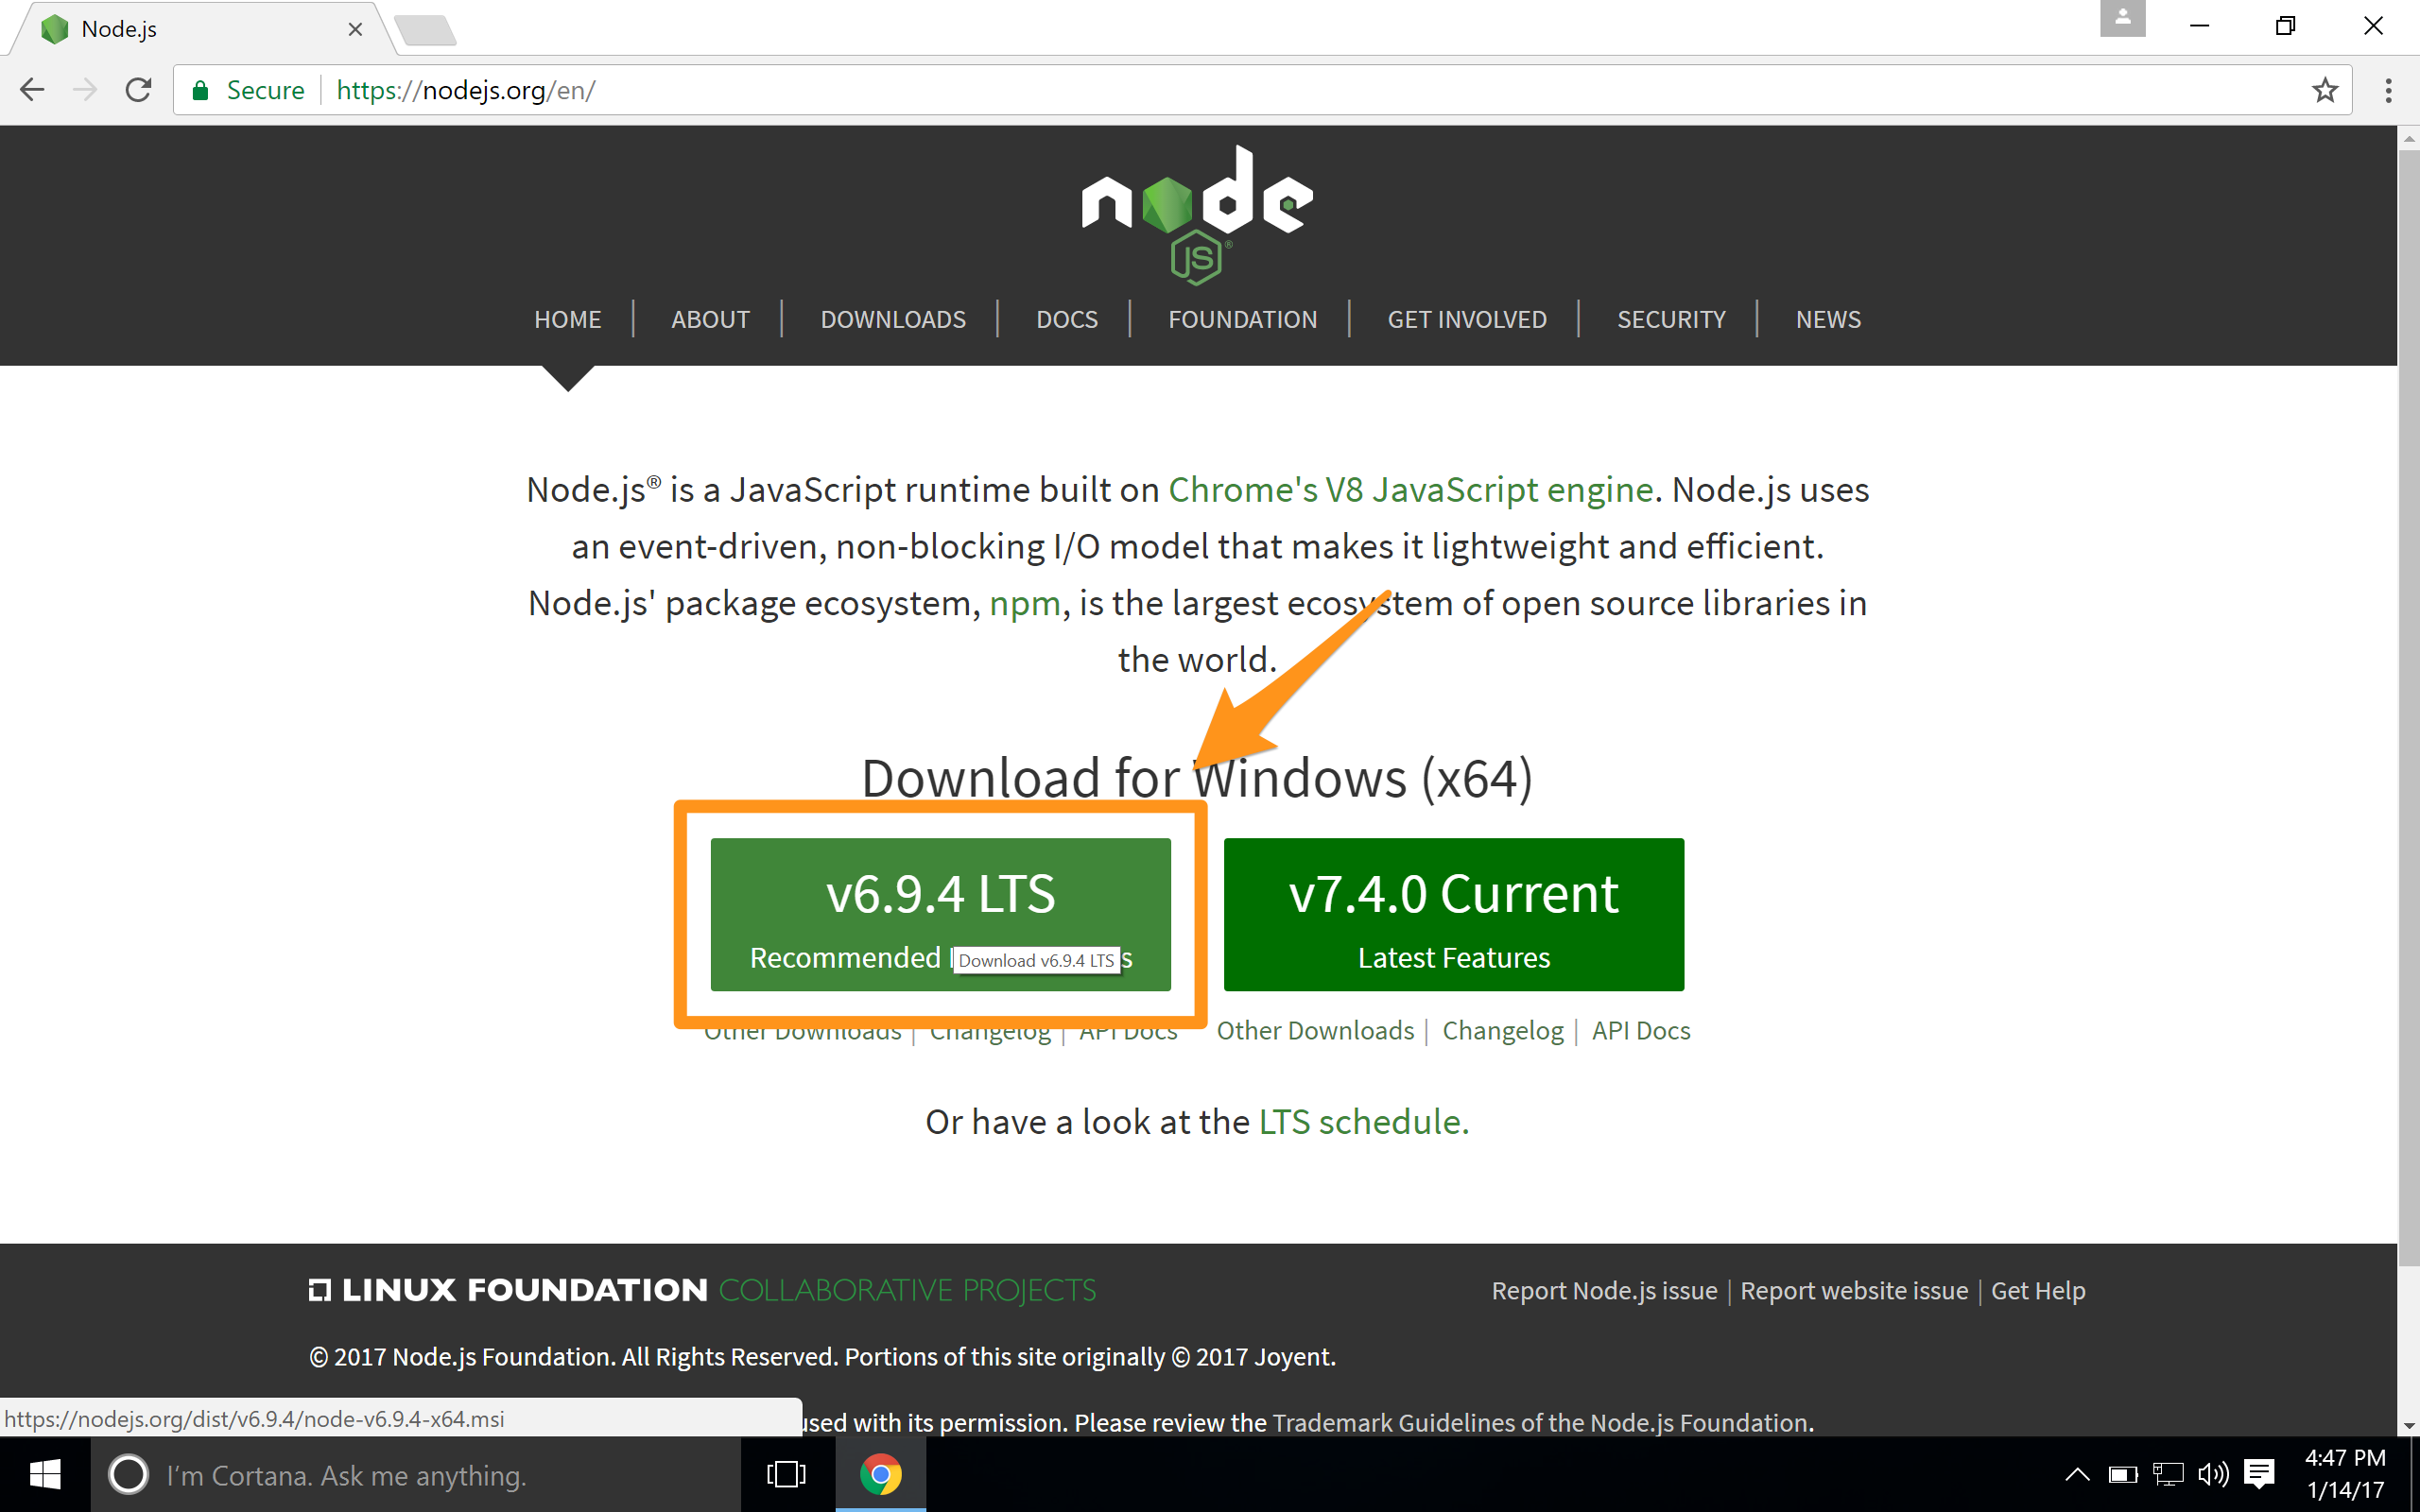 Node.js
Secure https://nodejs.org/en/
node
JS ®
HOME | ABOUT | DOWNLOADS | DOCS | FOUNDATION | GET INVOLVED | SECURITY | NEWS
Node.js® is a JavaScript runtime built on Chrome's V8 JavaScript engine. Node.js uses
an event-driven, non-blocking I/O model that makes it lightweight and efficient.
Node.js' package ecosystem, npm, is the largest ecosystem of open source libraries in
the world.
Download for Windows (x64)
v6.9.4 LTS
Recommended
Download v6.9.4 LTS
v7.4.0 Current
Latest Features
Other Downloads | Changelog | API Docs
Other Downloads | Changelog | API Docs
Or have a look at the LTS schedule.
LINUX FOUNDATION COLLABORATIVE PROJECTS
Report Node.js issue | Report website issue | Get Help
© 2017 Node.js Foundation. All Rights Reserved. Portions of this site originally © 2017 Joyent.
https://nodejs.org/dist/v6.9.4/node-v6.9.4-x64.msi
used with its permission. Please review the Trademark Guidelines of the Node.js Foundation.
I'm Cortana. Ask me anything.
4:47 PM
1/14/17